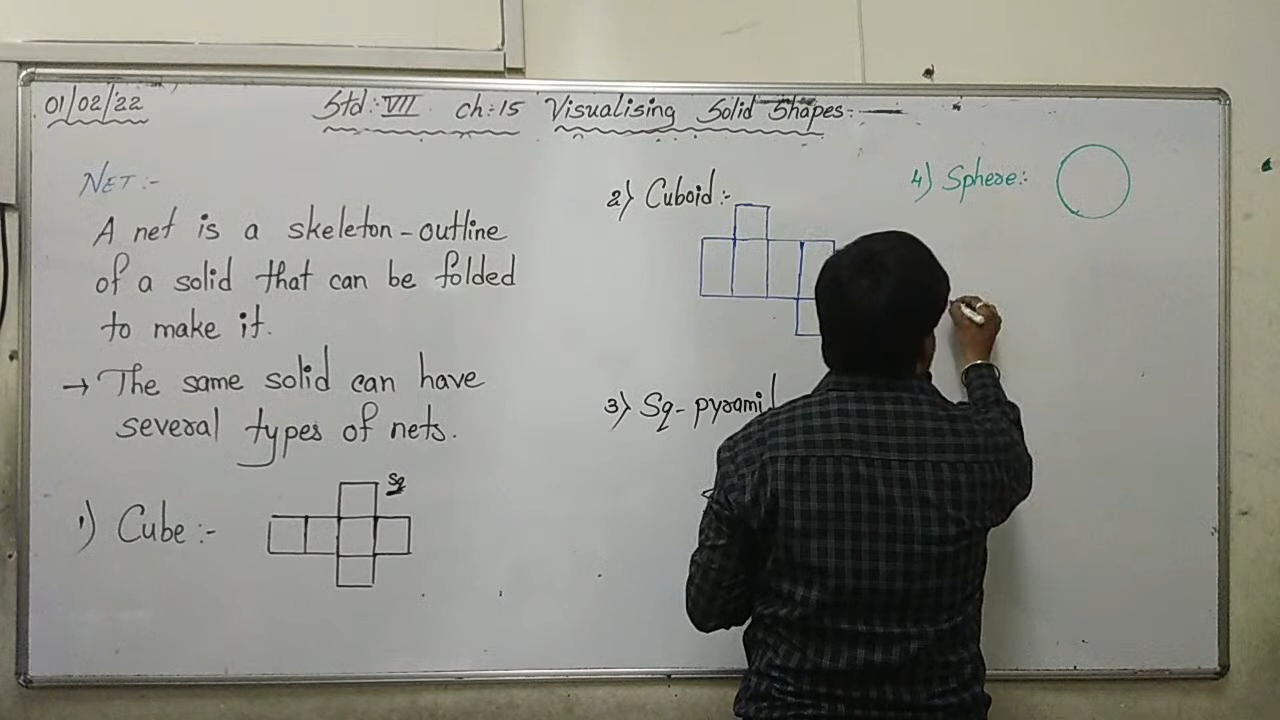 01/02/22
Std:VII ch:15 Visualising Solid Shapes:-
NET:-
A net is a skeleton-outline
of a solid that can be folded
to make it.
→ The same solid can have
several types of nets.
1) Cube:-
Sq
2) Cuboid:-
3) Sq-pyramid
4) Sphere:-